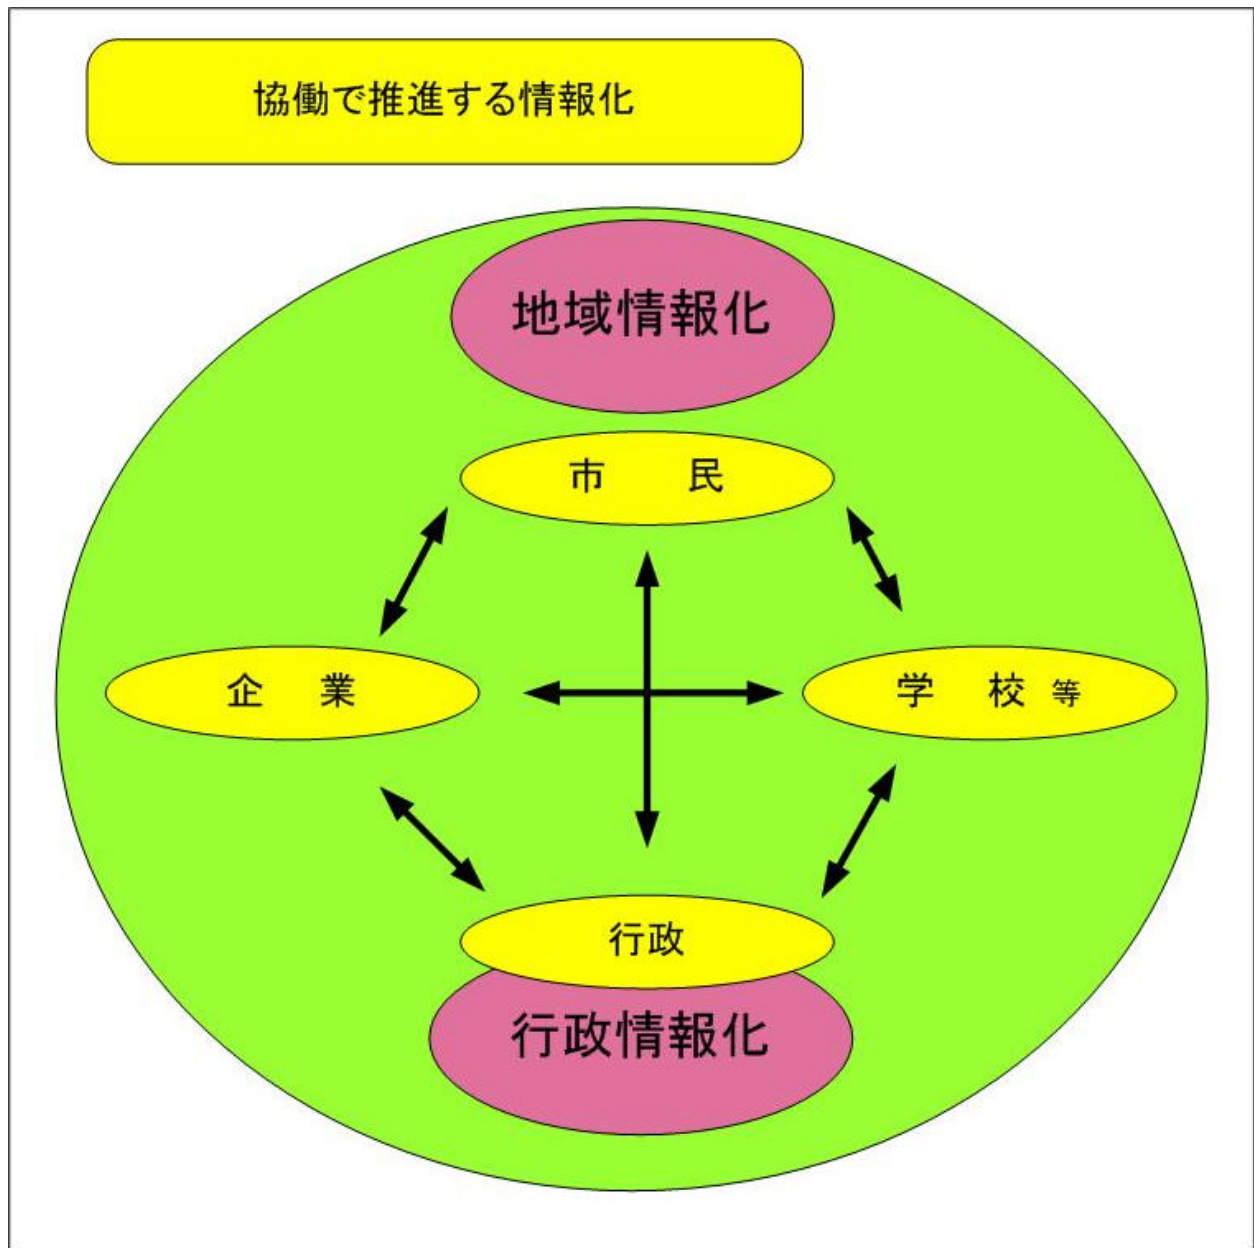 協働で推進する情報化
地域情報化
市　民
企　業
学　校 等
行政
行政情報化